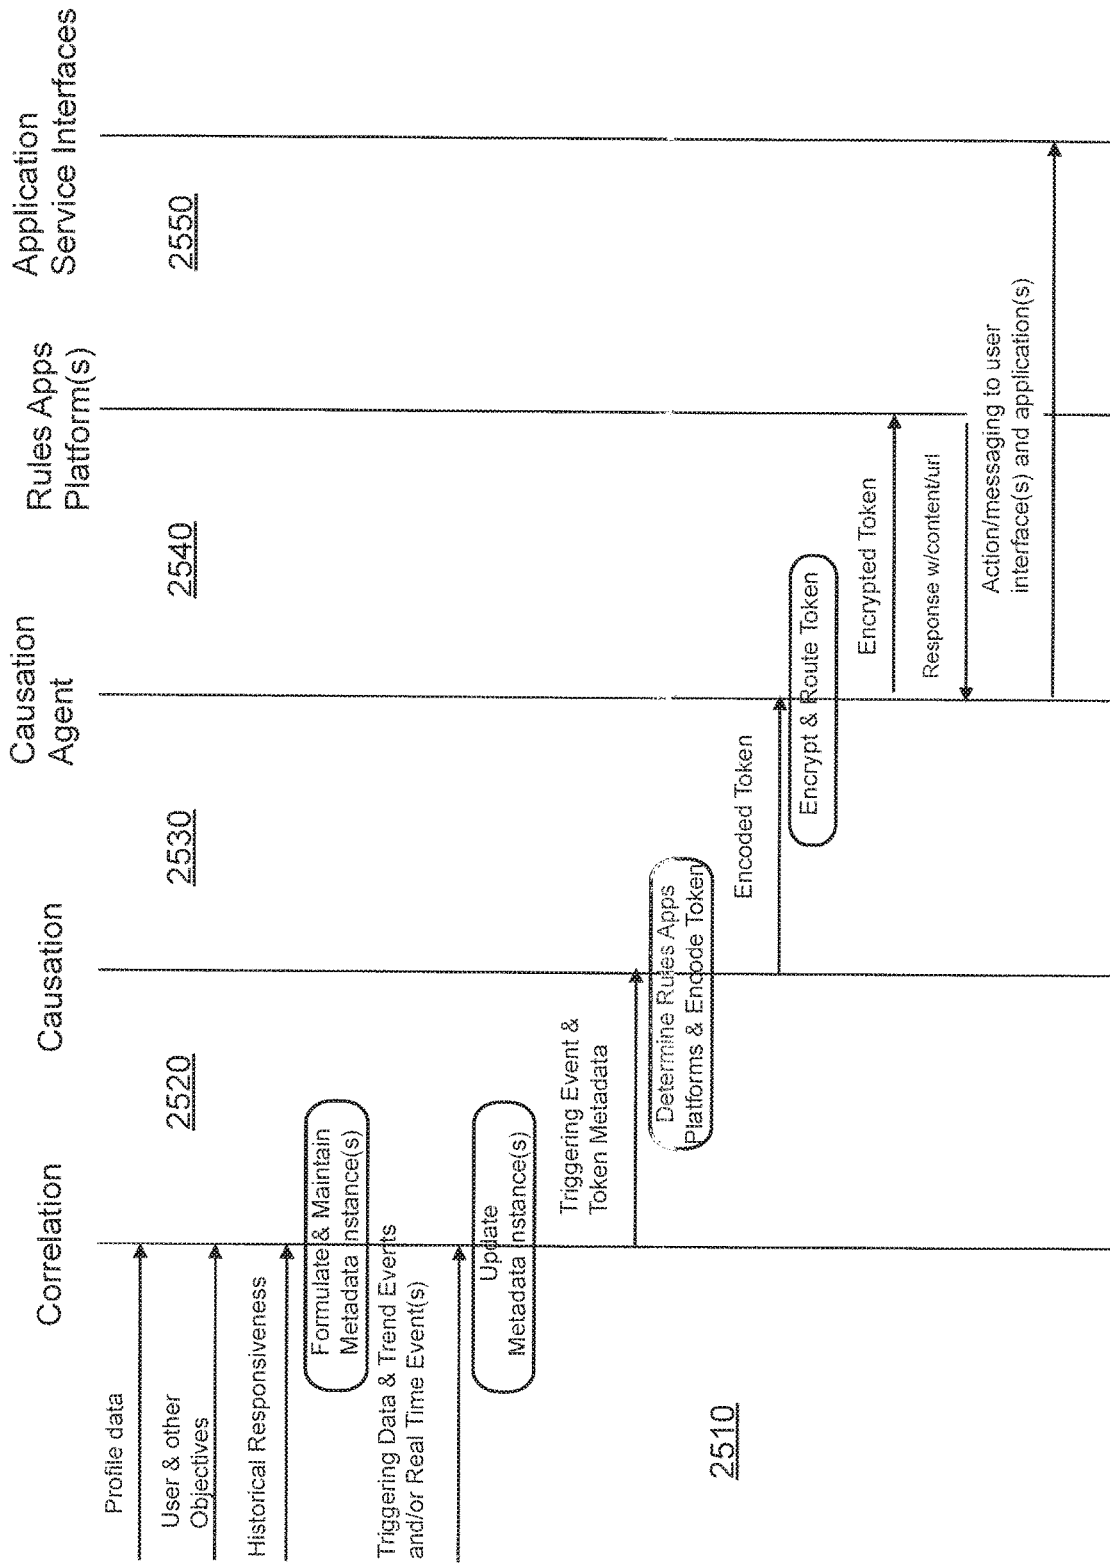 Correlation
Causation
Causation
Agent
Rules Apps
Platform(s)
Application
Service Interfaces
2520
2530
2540
2550
Profile data
User & other
Objectives
Historical Responsiveness
Formulate & Maintain
Metadata Instance(s)
Triggering Data & Trend Events
and/or Real Time Event(s)
Update
Metadata Instance(s)
Triggering Event &
Token Metadata
Determine Rules Apps
Platforms & Encode Token
2510
Encoded Token
Encrypt & Route Token
Encrypted Token
Response w/content/url
Action/messaging to user
interface(s) and application(s)